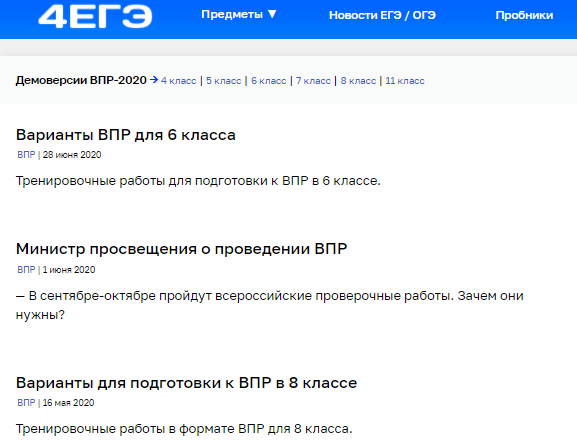 4ЕГЭ Предметы ▼ Новости ЕГЭ / ОГЭ Пробники
Демоверсии ВПР-2020 → 4 класс | 5 класс | 6 класс | 7 класс | 8 класс | 11 класс
Варианты ВПР для 6 класса
ВПР | 28 июня 2020
Тренировочные работы для подготовки к ВПР в 6 классе.
Министр просвещения о проведении ВПР
ВПР | 1 июня 2020
— В сентябре-октябре пройдут всероссийские проверочные работы. Зачем они
нужны?
Варианты для подготовки к ВПР в 8 классе
ВПР | 16 мая 2020
Тренировочные работы в формате ВПР для 8 класса.